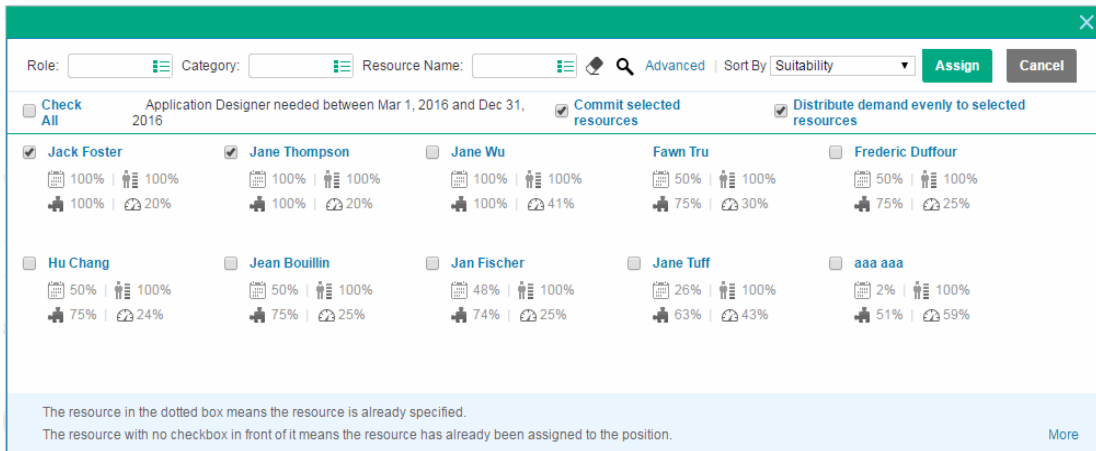 Role: Category: Resource Name: Advanced | Sort By Suitability Assign Cancel
Check All Application Designer needed between Mar 1, 2016 and Dec 31, 2016 Commit selected resources Distribute demand evenly to selected resources
Jack Foster Jane Thompson Jane Wu Fawn Tru Frederic Duffour
100% | 100% 100% | 100% 100% | 100% 50% | 100% 50% | 100%
100% | 20% 100% | 20% 100% | 41% 75% | 30% 75% | 25%
Hu Chang Jean Bouillin Jan Fischer Jane Tuff aaa aaa
50% | 100% 50% | 100% 48% | 100% 26% | 100% 2% | 100%
75% | 24% 75% | 25% 74% | 25% 63% | 43% 51% | 59%
The resource in the dotted box means the resource is already specified.
The resource with no checkbox in front of it means the resource has already been assigned to the position. More